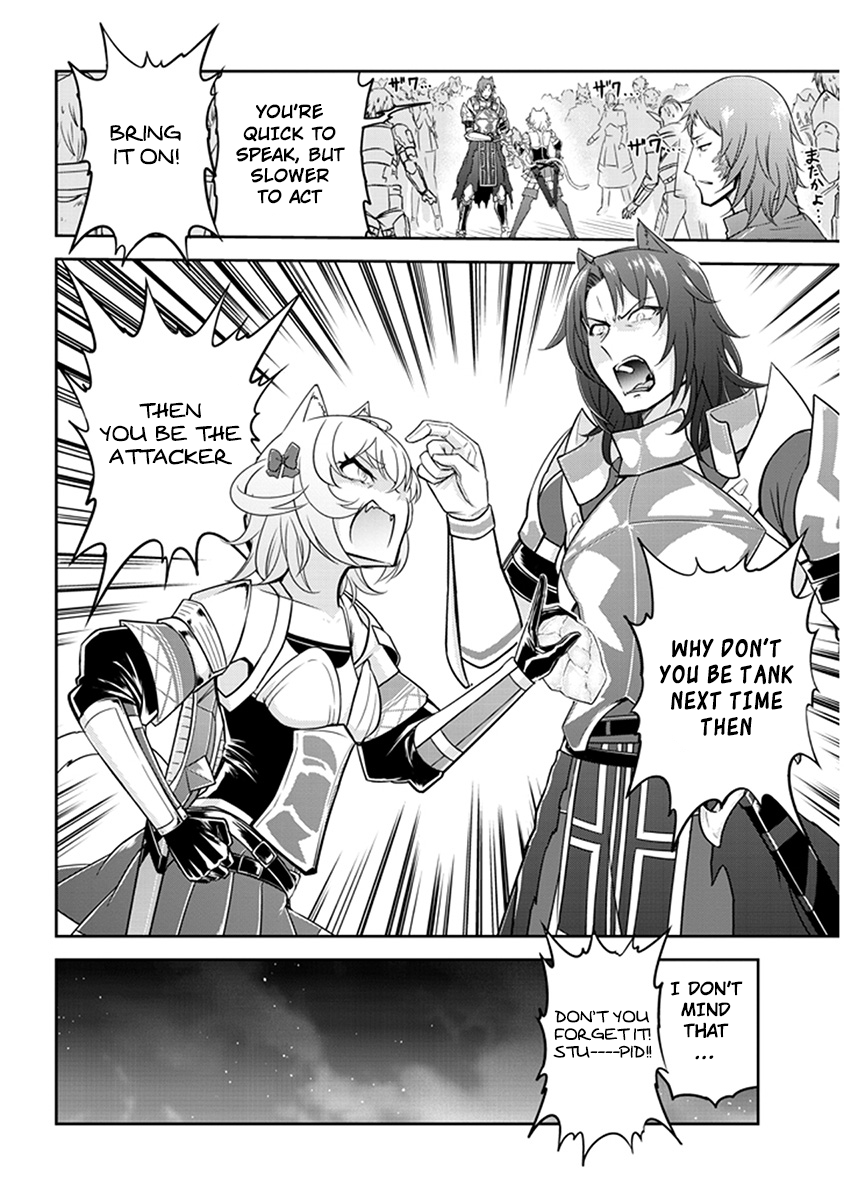 ザワ…
ザワ…
ザワ…
またかよ…
YOU'RE
QUICK TO
SPEAK, BUT
SLOWER
TO ACT
BRING
IT ON!
WHY DON'T
YOU BE TANK
NEXT TIME
THEN
THEN
YOU BE THE
ATTACKER
I DON'T
MIND
THAT
...
DON'T YOU
FORGET IT!
STU----PID!!